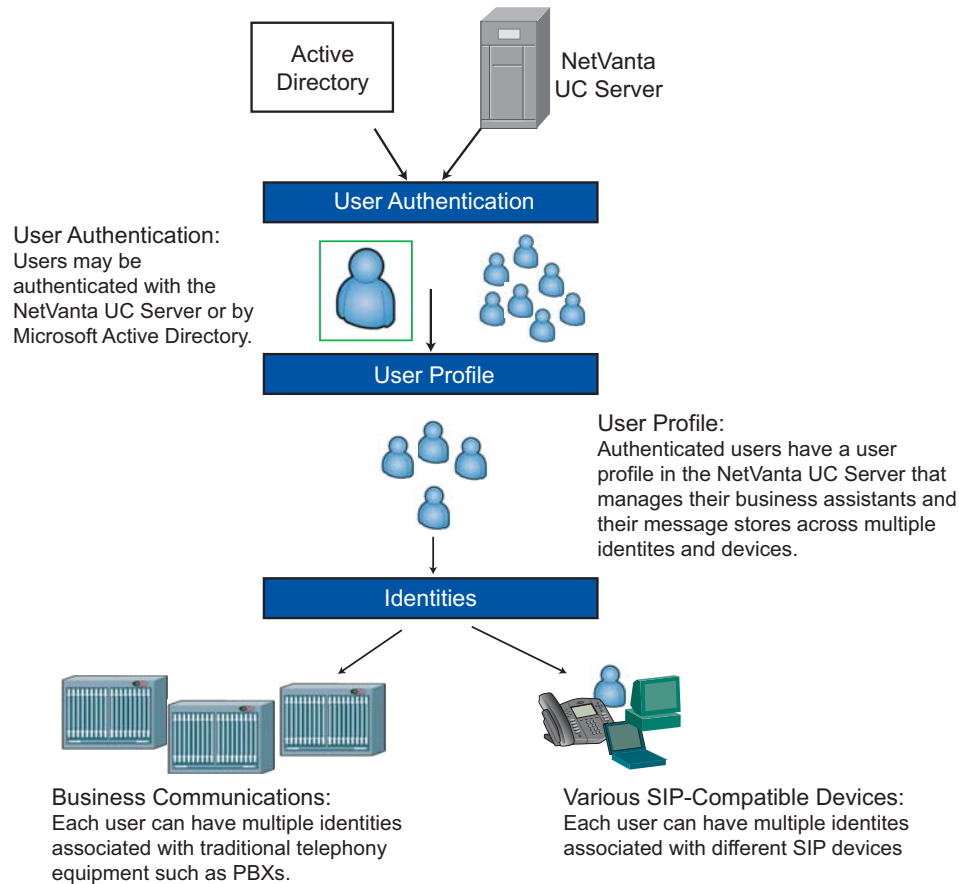 Active
Directory
NetVanta
UC Server
User Authentication
User Authentication:
Users may be
authenticated with the
NetVanta UC Server or by
Microsoft Active Directory.
User Profile
User Profile:
Authenticated users have a user
profile in the NetVanta UC Server that
manages their business assistants and
their message stores across multiple
identites and devices.
Identities
Business Communications:
Each user can have multiple identities
associated with traditional telephony
equipment such as PBXs.
Various SIP-Compatible Devices:
Each user can have multiple identites
associated with different SIP devices